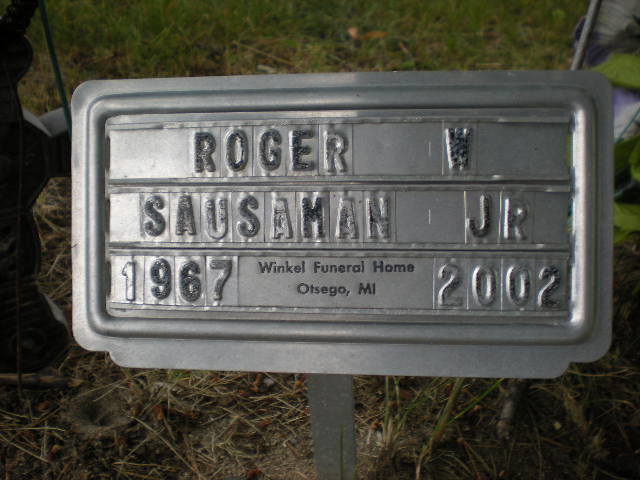 ROGER W
SAUSAMAN JR
1967 Winkel Funeral Home 2002
Otsego, MI